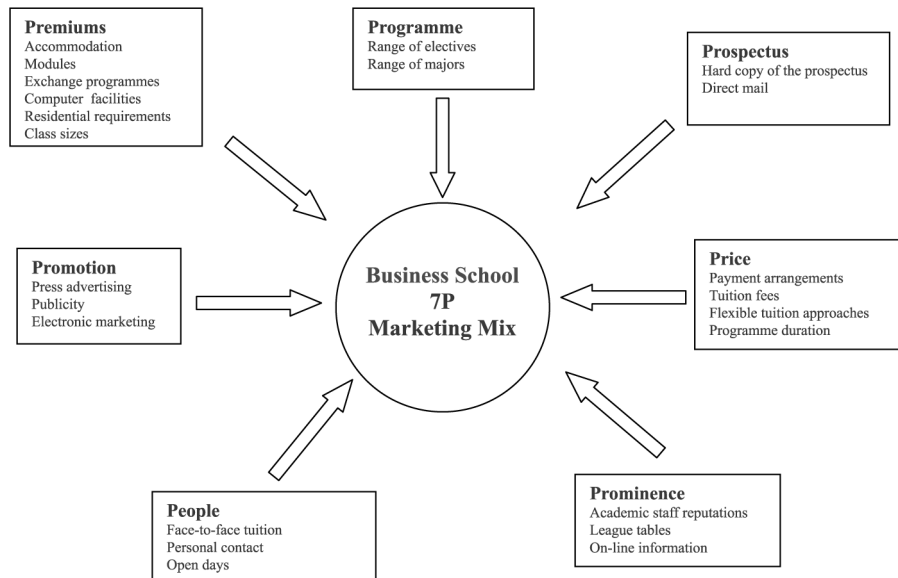 Premiums
Accommodation
Modules
Exchange programmes
Computer facilities
Residential requirements
Class sizes
Programme
Range of electives
Range of majors
Prospectus
Hard copy of the prospectus
Direct mail
Promotion
Press advertising
Publicity
Electronic marketing
Business School
7P
Marketing Mix
Price
Payment arrangements
Tuition fees
Flexible tuition approaches
Programme duration
People
Face-to-face tuition
Personal contact
Open days
Prominence
Academic staff reputations
League tables
On-line information